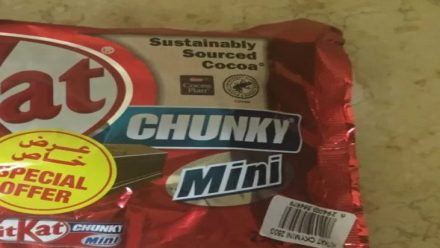 Sustainably
Sourced
Cocoa
Cocoa
Plan
Kat
CHUNKY
Mini
عرض
خاص
SPECIAL
OFFER
KitKat CHUNKY
Mini